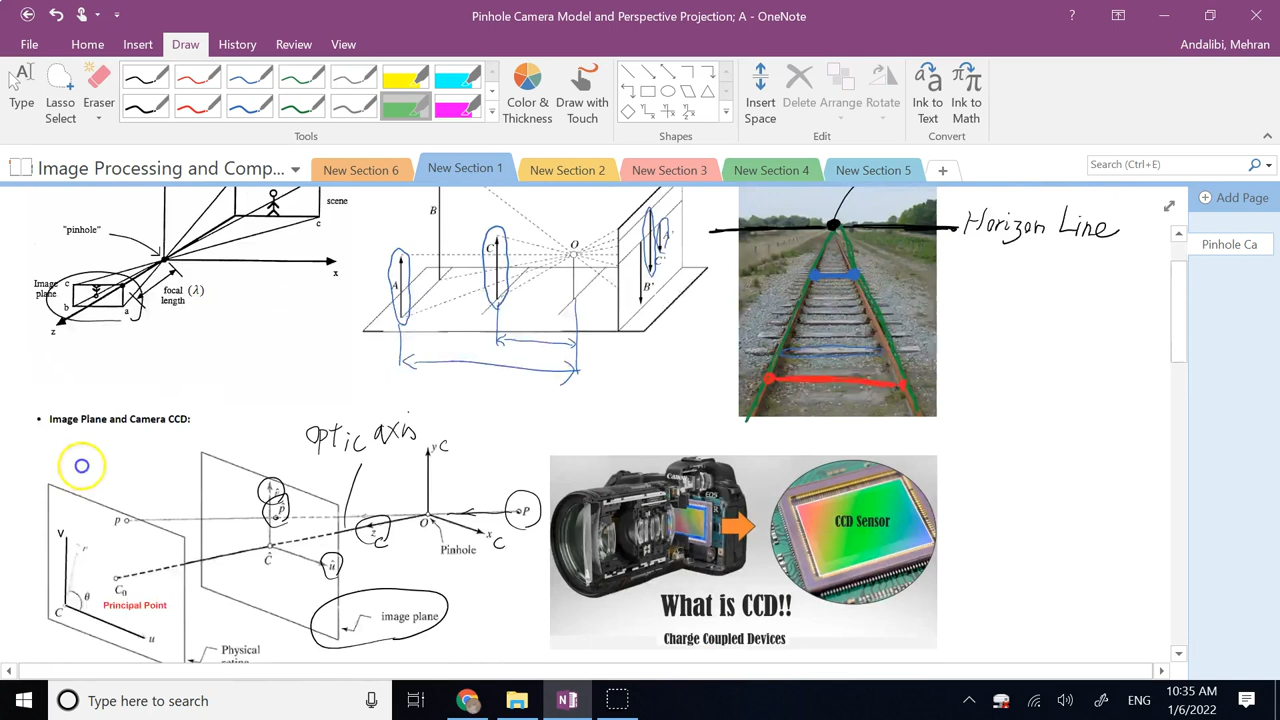 Pinhole Camera Model and Perspective Projection; A - OneNote
Andalibi, Mehran
File Home Insert Draw History Review View
Type
Lasso Select
Eraser
Color & Thickness
Draw with Touch
Insert Space
Delete
Arrange
Rotate
Ink to Text
Ink to Math
Tools
Shapes
Edit
Convert
Image Processing and Comp...
New Section 6
New Section 1
New Section 2
New Section 3
New Section 4
New Section 5
Search (Ctrl+E)
Add Page
Pinhole Ca
scene
c
"pinhole"
x
Image plane
c
b
a
z
focal length (λ)
B
C
O
A
A'
C'
B'
Horizon Line
• Image Plane and Camera CCD:
optic axis
y C
p
P
O
z C
x C
Pinhole
Ĉ
û
image plane
V
r
θ
C
C₀
Principal Point
u
Physical
CCD Sensor
What is CCD!!
Charge Coupled Devices
Canon
EOS
R
Type here to search
ENG
10:35 AM
1/6/2022